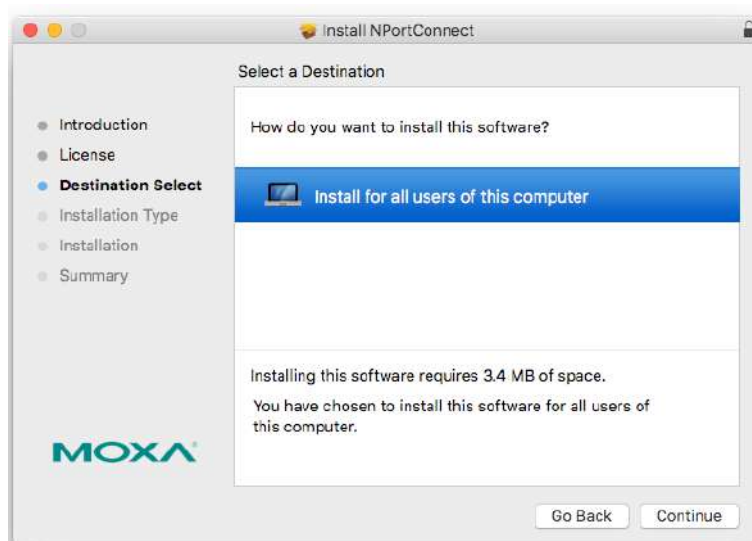 Install NPortConnect
Select a Destination
Introduction
License
Destination Select
Installation Type
Installation
Summary
How do you want to install this software?
Install for all users of this computer
Installing this software requires 3.4 MB of space.
You have chosen to install this software for all users of
this computer.
MOXA
Go Back
Continue